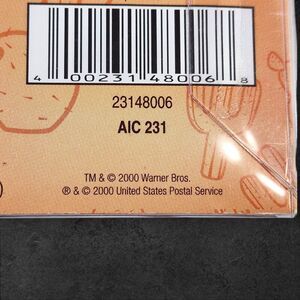 4 00231 48006 8
23148006
AIC 231
TM & © 2000 Warner Bros.
® & © 2000 United States Postal Service
)